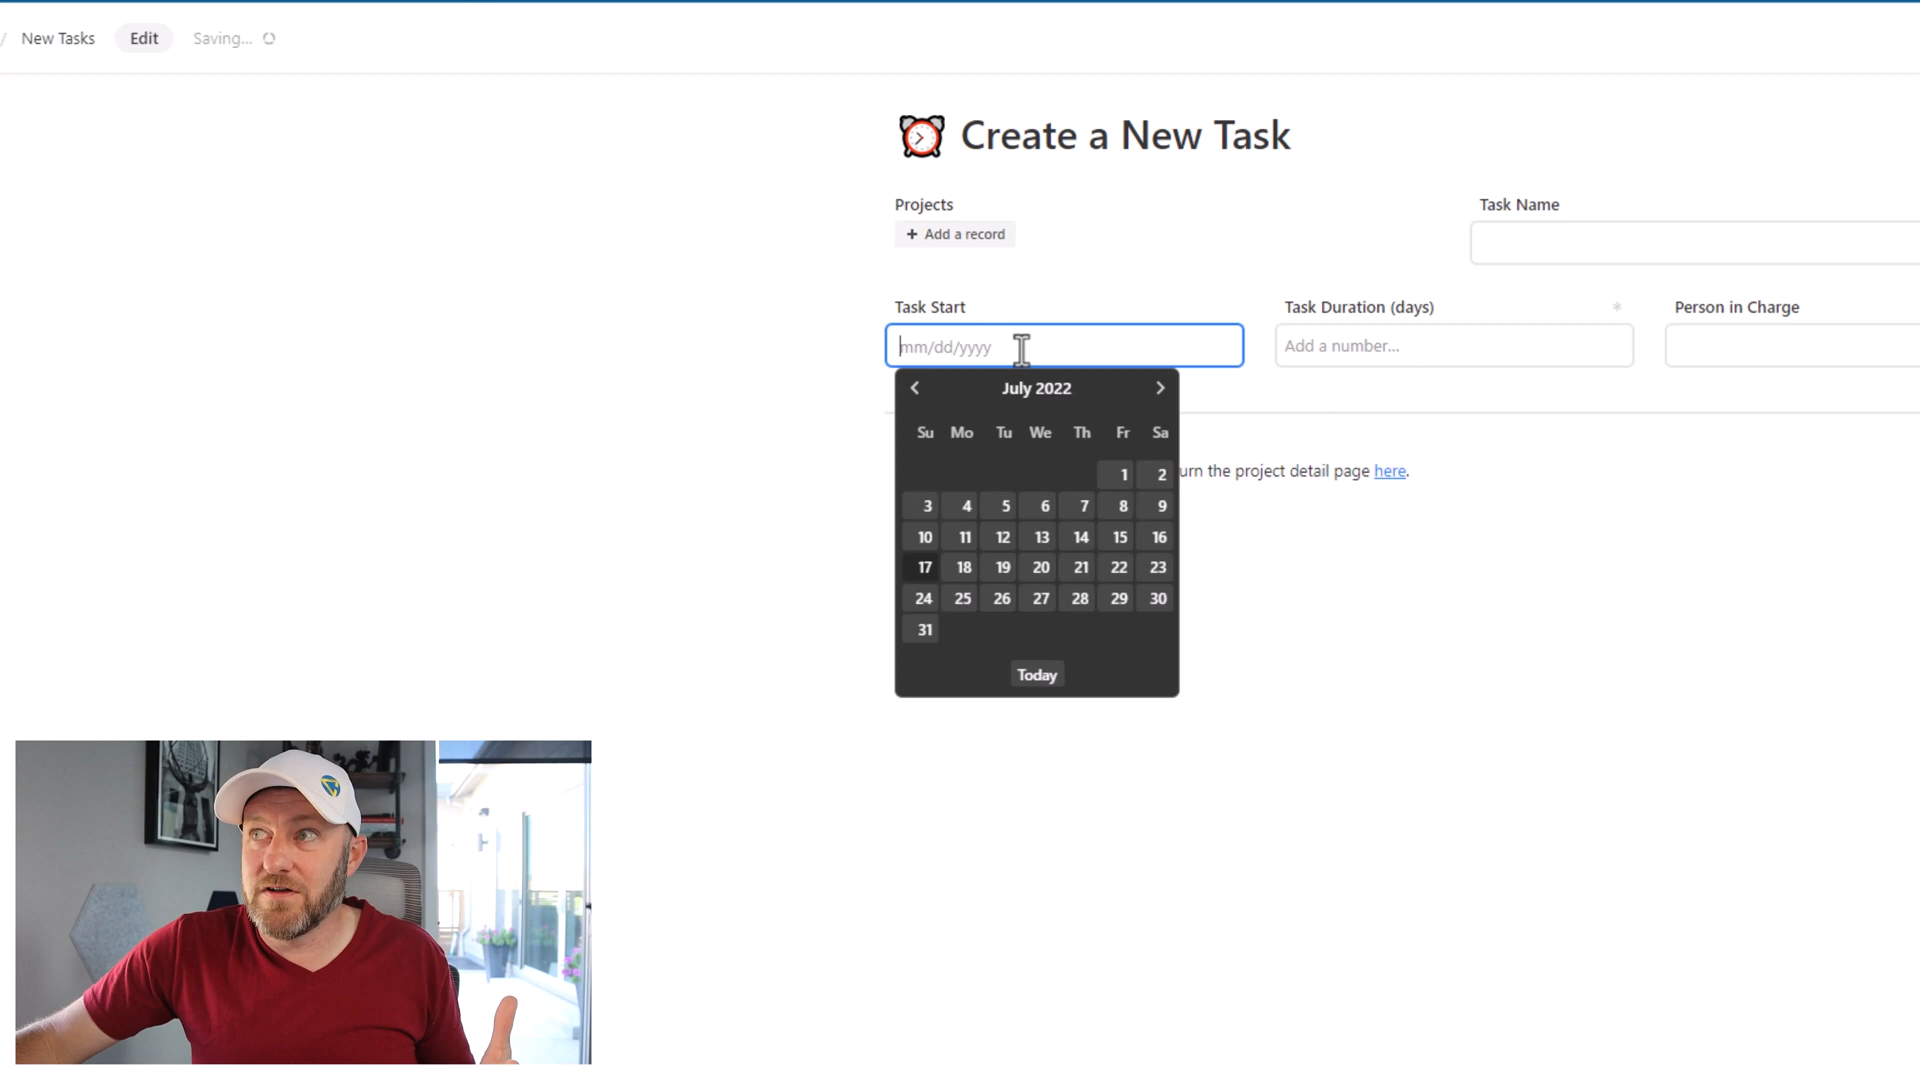 / New Tasks Edit Saving...
Create a New Task
Projects
Task Name
+ Add a record
Task Start
Task Duration (days) *
Person in Charge
mm/dd/yyyy
Add a number...
July 2022
Su Mo Tu We Th Fr Sa
1 2
urn the project detail page here.
3 4 5 6 7 8 9
10 11 12 13 14 15 16
17 18 19 20 21 22 23
24 25 26 27 28 29 30
31
Today